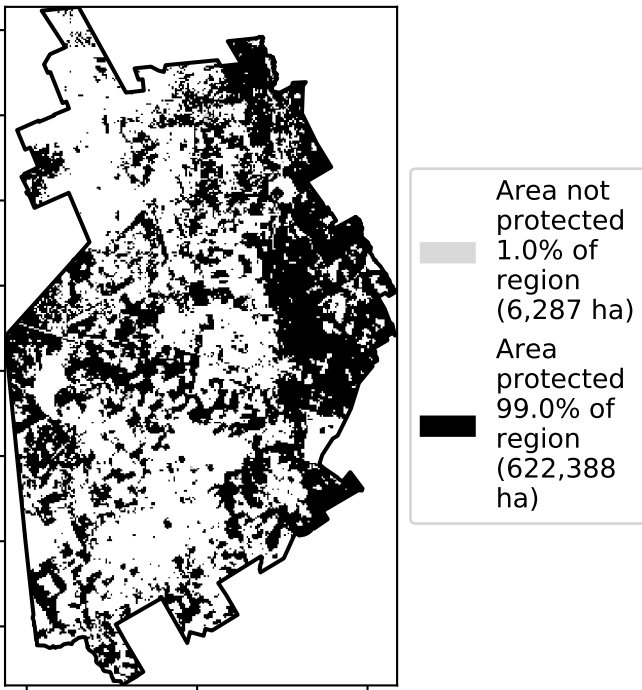 Area not
protected
1.0% of
region
(6,287 ha)
Area
protected
99.0% of
region
(622,388
ha)